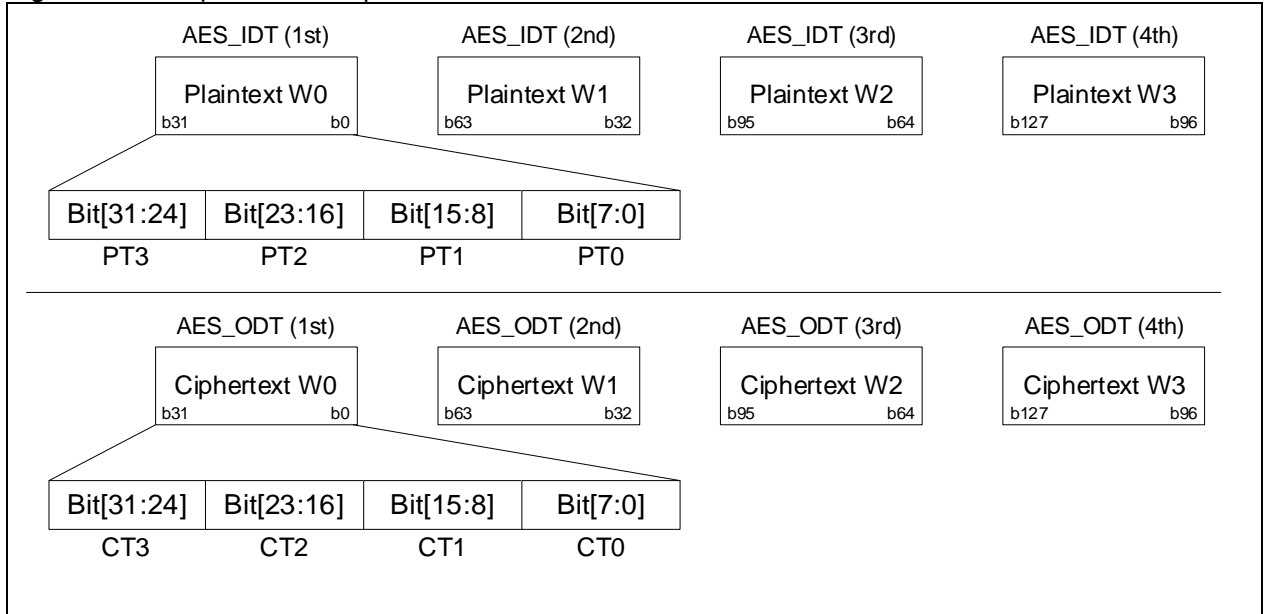 AES_IDT (1st) AES_IDT (2nd) AES_IDT (3rd) AES_IDT (4th)
Plaintext W0 Plaintext W1 Plaintext W2 Plaintext W3
b31 b0 b63 b32 b95 b64 b127 b96
Bit[31:24] Bit[23:16] Bit[15:8] Bit[7:0]
PT3 PT2 PT1 PT0
AES_ODT (1st) AES_ODT (2nd) AES_ODT (3rd) AES_ODT (4th)
Ciphertext W0 Ciphertext W1 Ciphertext W2 Ciphertext W3
b31 b0 b63 b32 b95 b64 b127 b96
Bit[31:24] Bit[23:16] Bit[15:8] Bit[7:0]
CT3 CT2 CT1 CT0